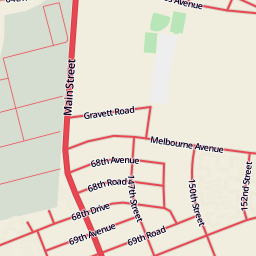 Avenue
Main Street
Gravett Road
Melbourne Avenue
68th Avenue
68th Road
147th Street
150th Street
152nd Street
68th Drive
69th Avenue
69th Road